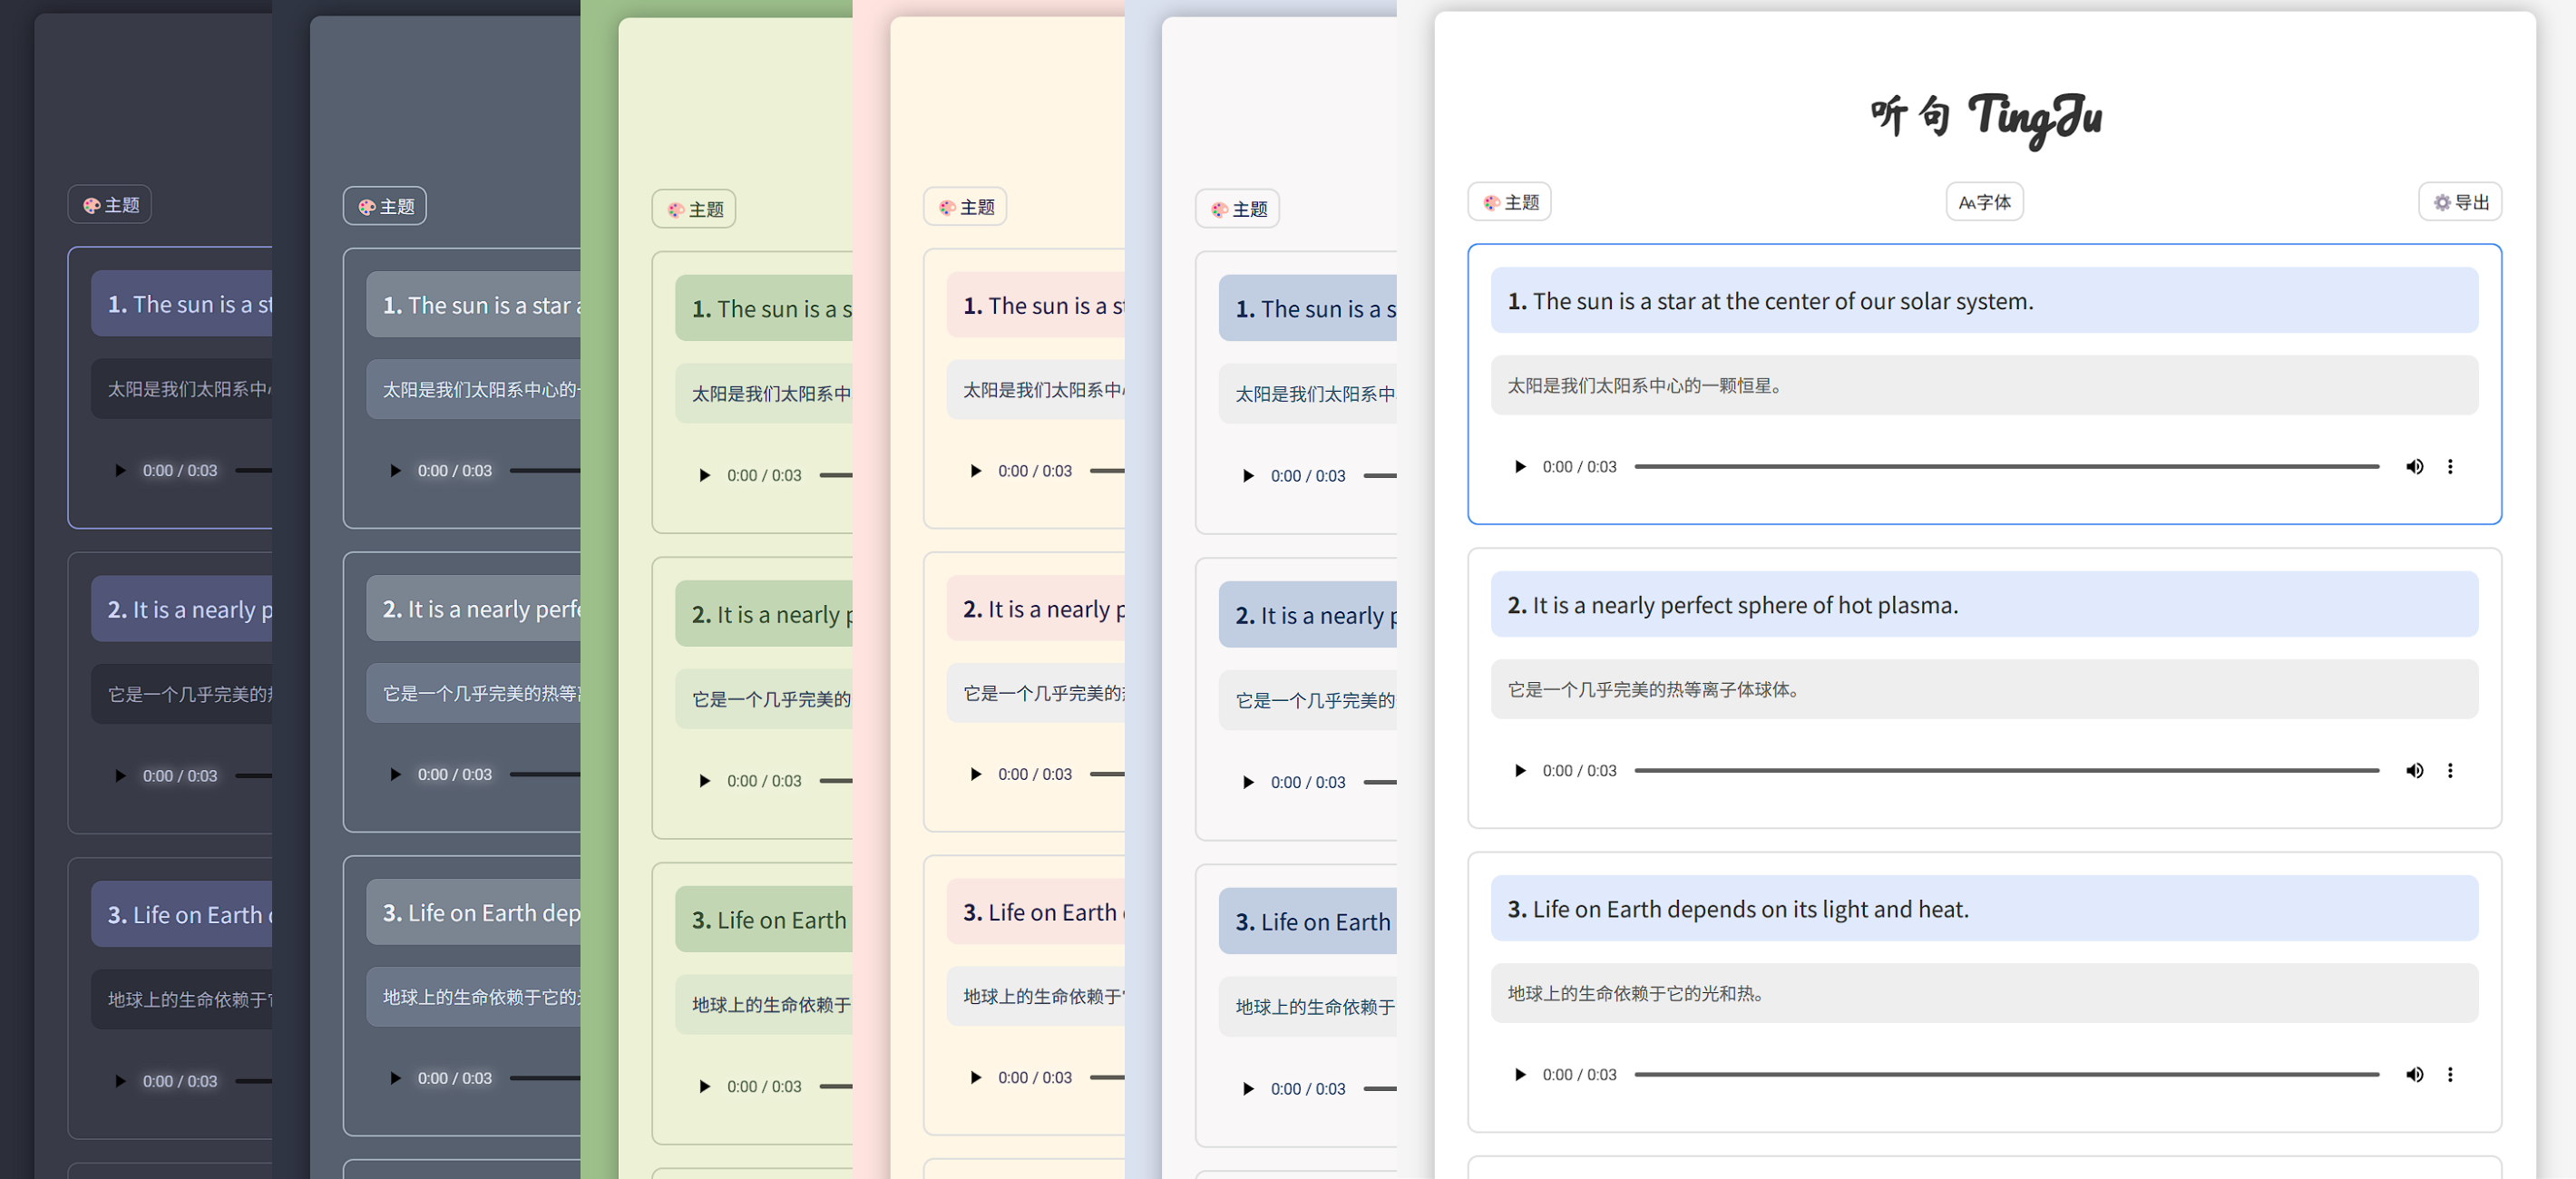 主题
1. The sun is a st
太阳是我们太阳系中
0:00 / 0:03
2. It is a nearly p
它是一个几乎完美的
0:00 / 0:03
3. Life on Earth
地球上的生命依赖于
0:00 / 0:03
主题
1. The sun is a star a
太阳是我们太阳系中心的
0:00 / 0:03
2. It is a nearly perfe
它是一个几乎完美的热等
0:00 / 0:03
3. Life on Earth dep
地球上的生命依赖于它的
0:00 / 0:03
主题
1. The sun is a s
太阳是我们太阳系中
0:00 / 0:03
2. It is a nearly p
它是一个几乎完美的
0:00 / 0:03
3. Life on Earth
地球上的生命依赖于
0:00 / 0:03
主题
1. The sun is a st
太阳是我们太阳系中
0:00 / 0:03
2. It is a nearly p
它是一个几乎完美的
0:00 / 0:03
3. Life on Earth
地球上的生命依赖于
0:00 / 0:03
主题
1. The sun is a s
太阳是我们太阳系中
0:00 / 0:03
2. It is a nearly p
它是一个几乎完美的
0:00 / 0:03
3. Life on Earth
地球上的生命依赖于
0:00 / 0:03
听句 TingJu
主题 AA字体 导出
1. The sun is a star at the center of our solar system.
太阳是我们太阳系中心的一颗恒星。
0:00 / 0:03
2. It is a nearly perfect sphere of hot plasma.
它是一个几乎完美的热等离子体球体。
0:00 / 0:03
3. Life on Earth depends on its light and heat.
地球上的生命依赖于它的光和热。
0:00 / 0:03